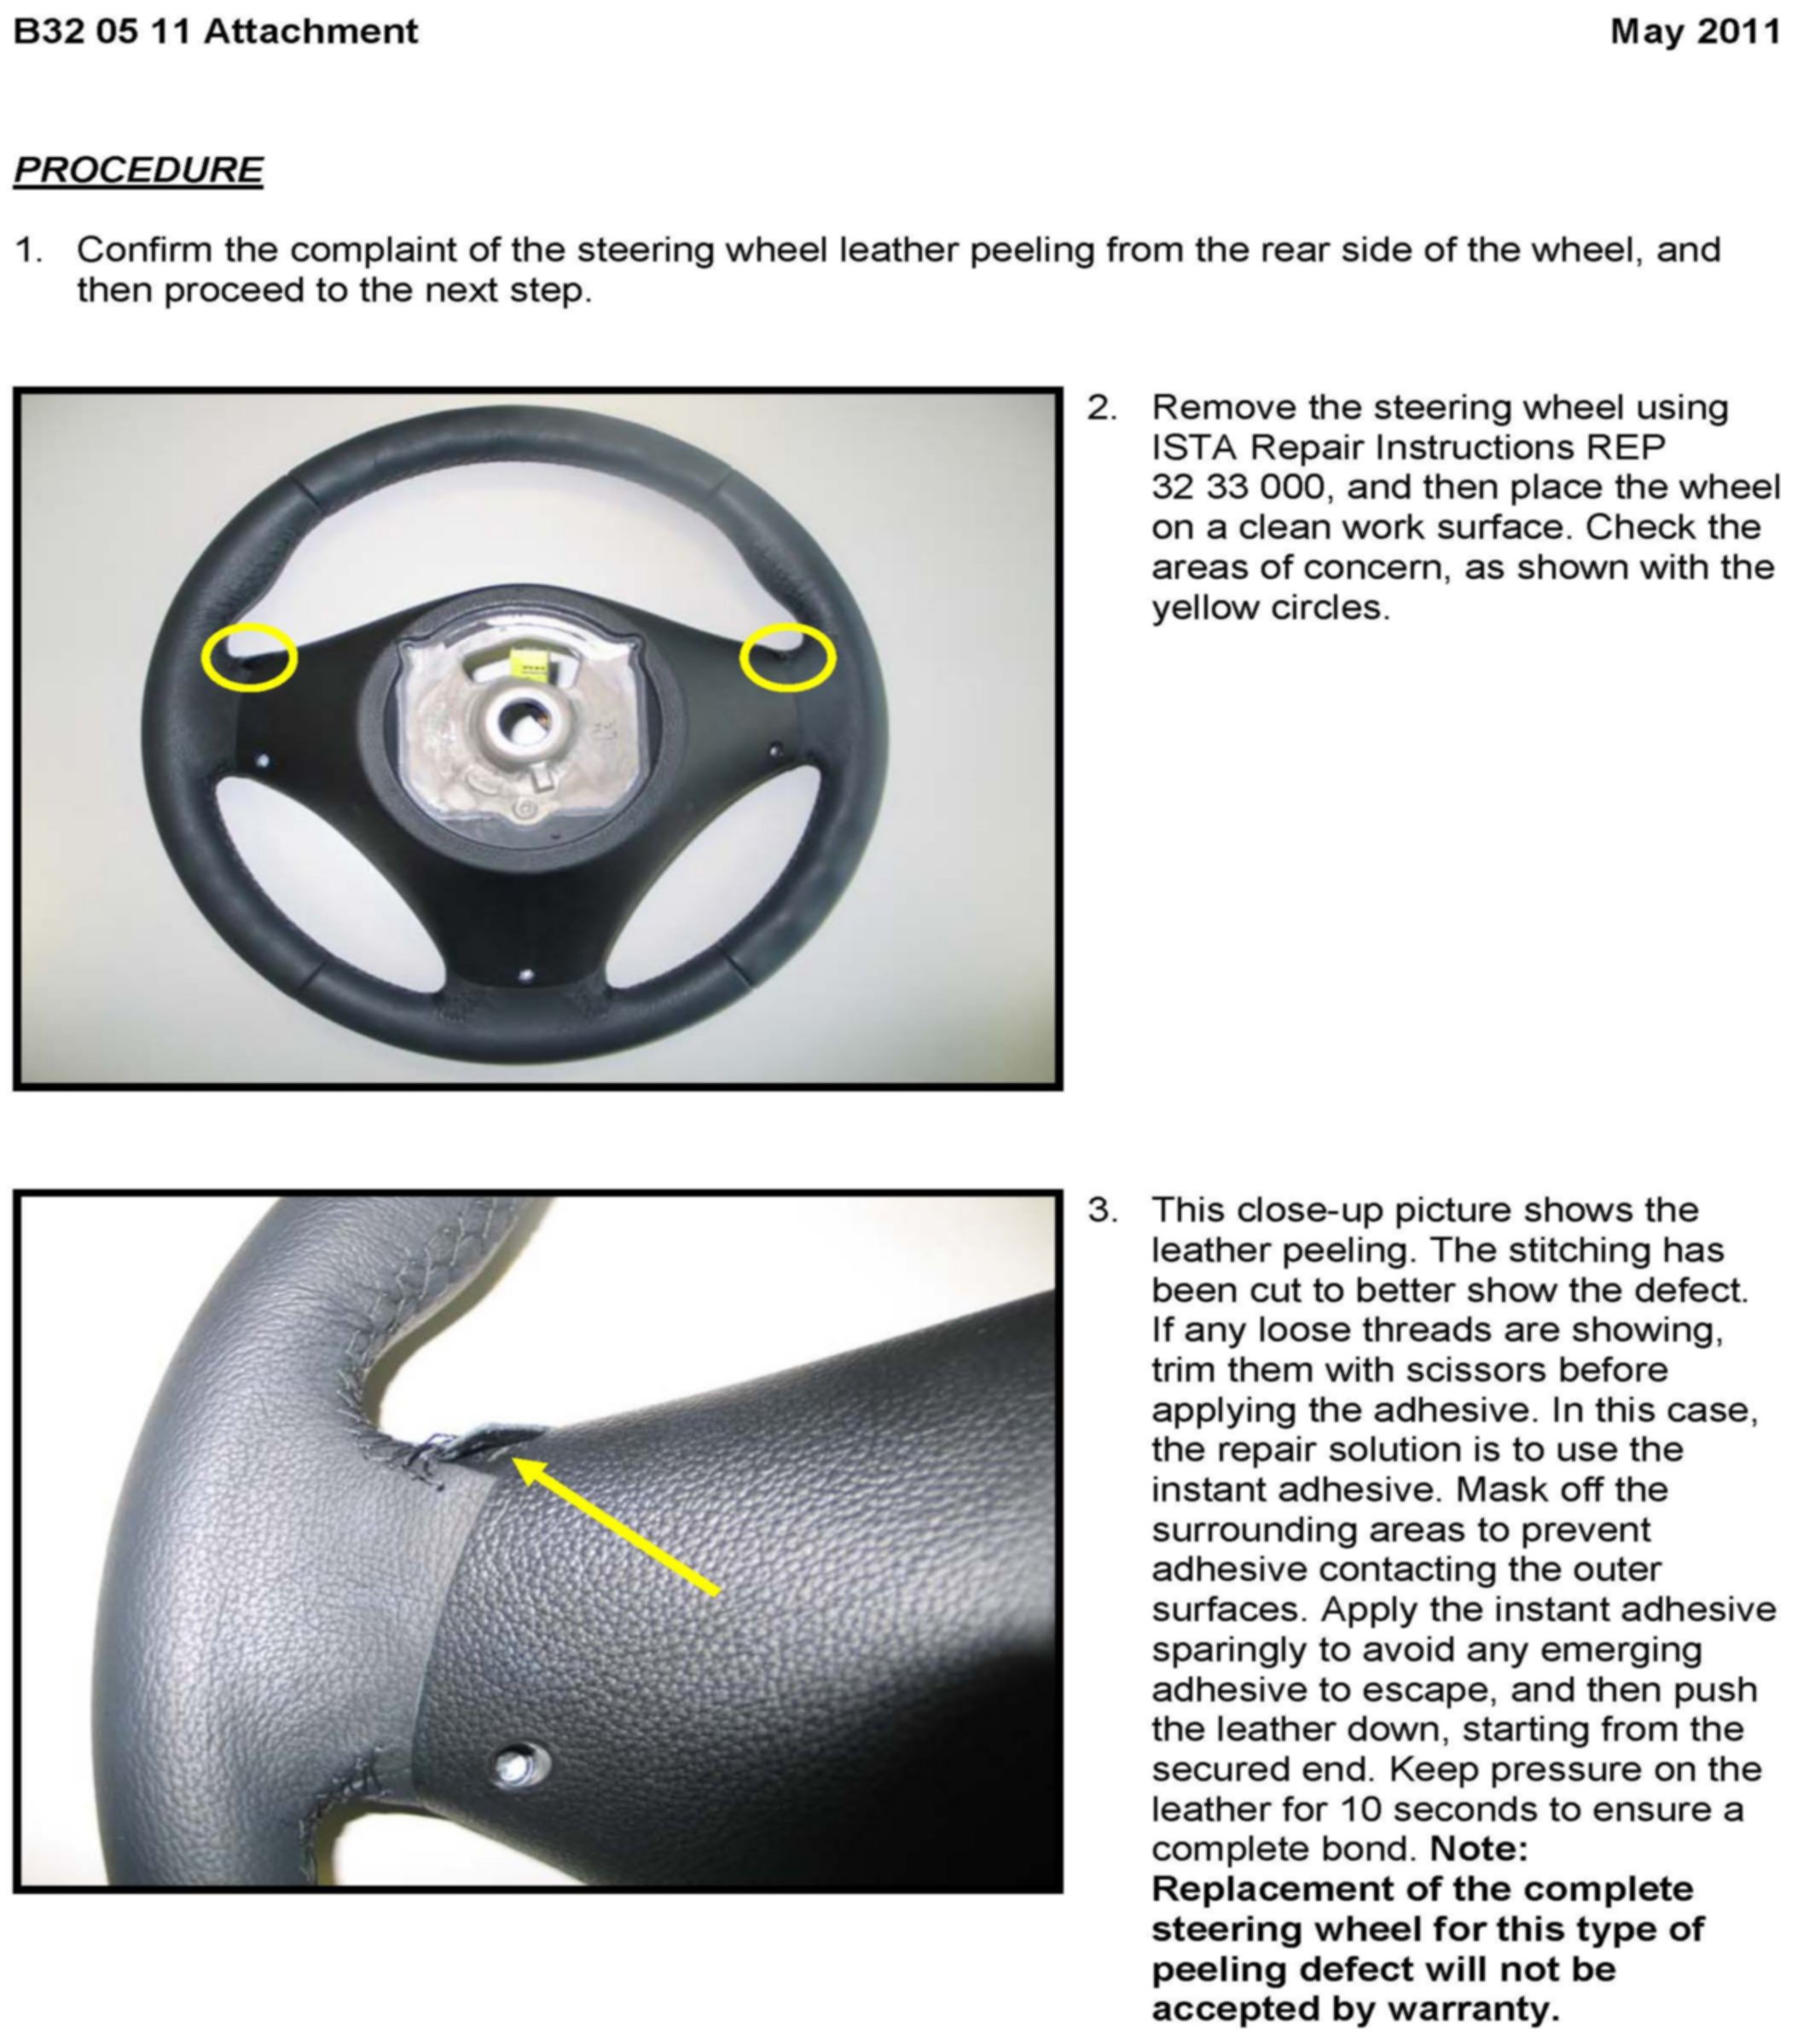 B32 05 11 Attachment
May 2011
PROCEDURE
1. Confirm the complaint of the steering wheel leather peeling from the rear side of the wheel, and
then proceed to the next step.
2. Remove the steering wheel using
ISTA Repair Instructions REP
32 33 000, and then place the wheel
on a clean work surface. Check the
areas of concern, as shown with the
yellow circles.
3. This close-up picture shows the
leather peeling. The stitching has
been cut to better show the defect.
If any loose threads are showing,
trim them with scissors before
applying the adhesive. In this case,
the repair solution is to use the
instant adhesive. Mask off the
surrounding areas to prevent
adhesive contacting the outer
surfaces. Apply the instant adhesive
sparingly to avoid any emerging
adhesive to escape, and then push
the leather down, starting from the
secured end. Keep pressure on the
leather for 10 seconds to ensure a
complete bond. Note:
Replacement of the complete
steering wheel for this type of
peeling defect will not be
accepted by warranty.